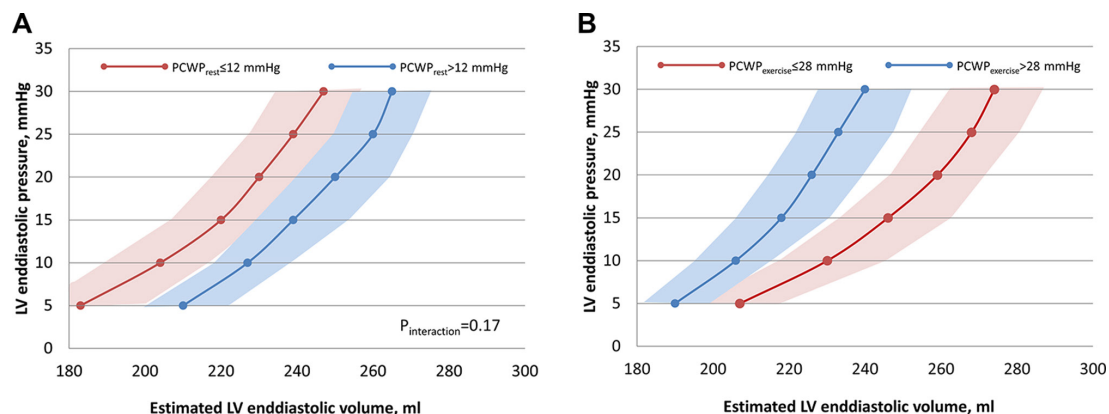 A
35
30
25
20
15
10
5
0
LV enddiastolic pressure, mmHg
PCWPrest≤12 mmHg
PCWPrest>12 mmHg
Pinteraction=0.17
180 200 220 240 260 280 300
Estimated LV enddiastolic volume, ml
B
35
30
25
20
15
10
5
0
LV enddiastolic pressure, mmHg
PCWPexercise≤28 mmHg
PCWPexercise>28 mmHg
180 200 220 240 260 280 300
Estimated LV enddiastolic volume, ml